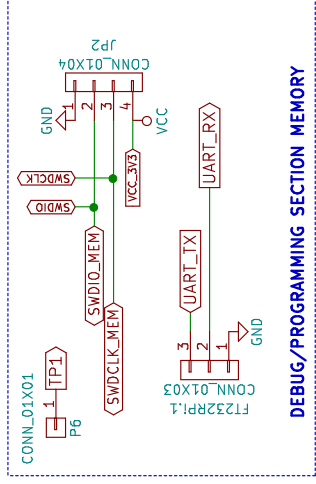 JP2
CONN_01X04
GND
1
2
3
4
VCC
VCC_3V3
SWDCLK
SWDIO
SWDIO_MEM
SWDCLK_MEM
UART_RX
UART_TX
3
2
1
GND
CONN_01X03
FT232RPi.1
CONN_01X01
TP1
1
P6
DEBUG/PROGRAMMING SECTION MEMORY